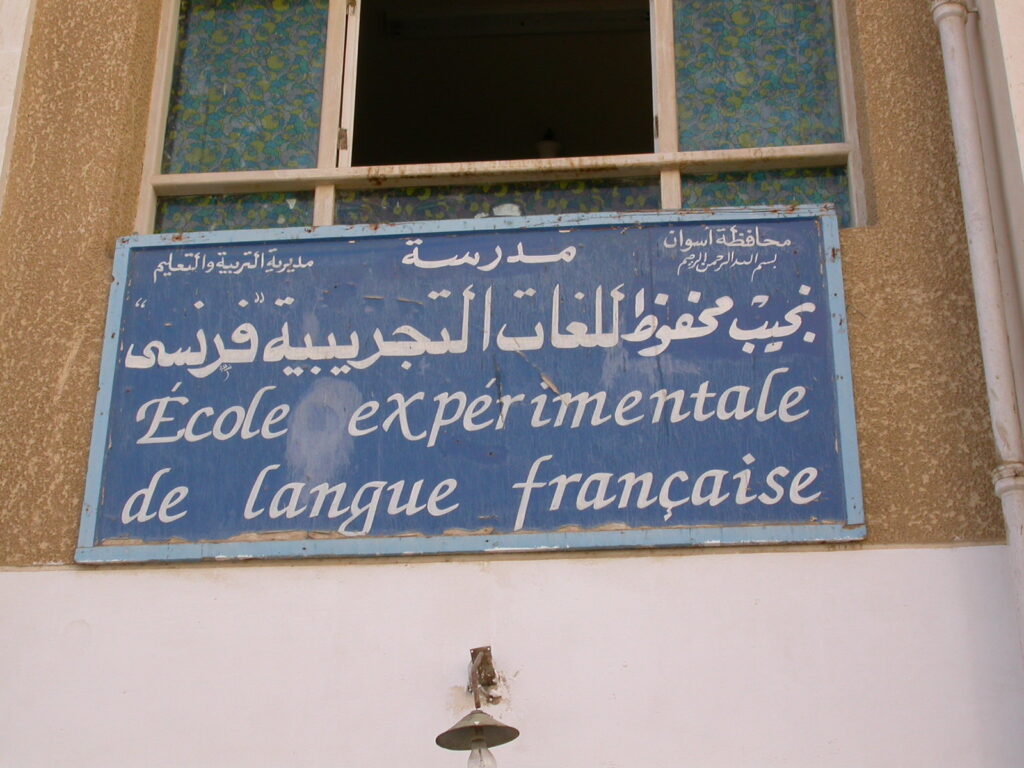 محافظة أسوان
بسم الله الرحمن الرحيم
مديرية التربية والتعليم
مدرسة
نجيب محفوظ للغات التجريبية "فرنسى"
École expérimentale
de langue française